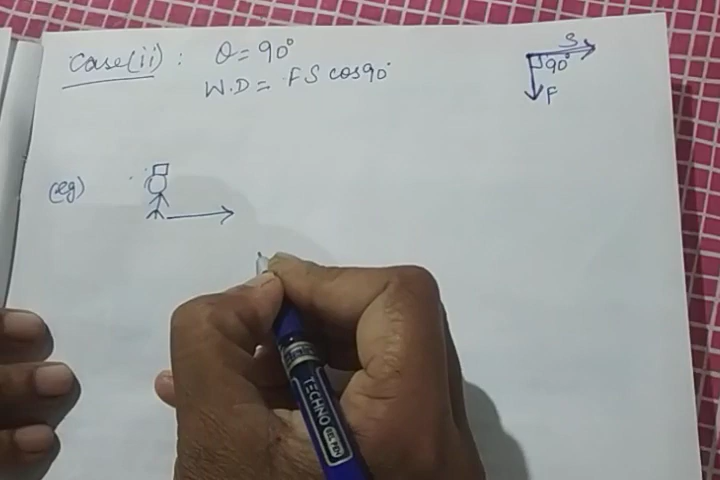 Case(ii) : θ = 90°
W.D = FS cos90°
S
90°
F
(eg)
TECHNO